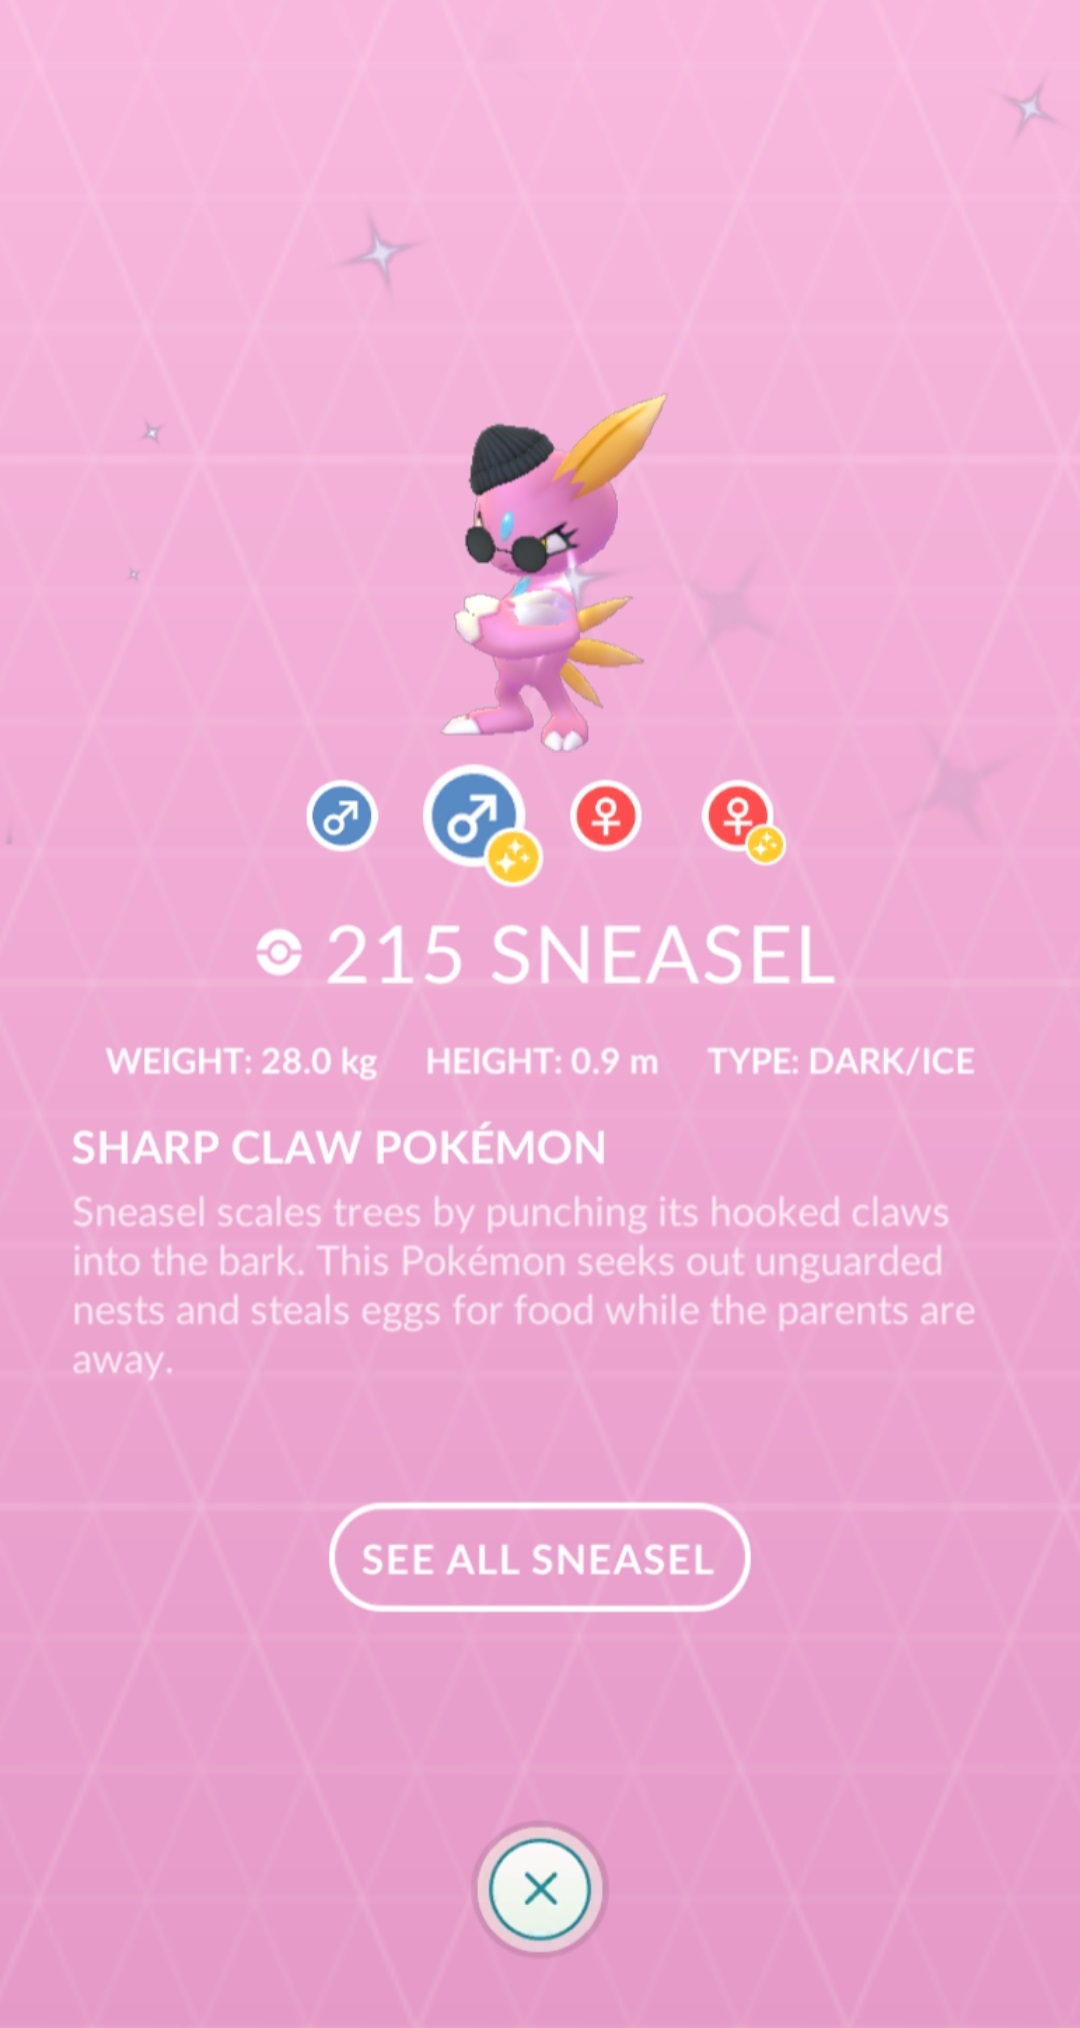 215 SNEASEL
WEIGHT: 28.0 kg HEIGHT: 0.9 m TYPE: DARK/ICE
SHARP CLAW POKÉMON
Sneasel scales trees by punching its hooked claws
into the bark. This Pokémon seeks out unguarded
nests and steals eggs for food while the parents are
away.
SEE ALL SNEASEL